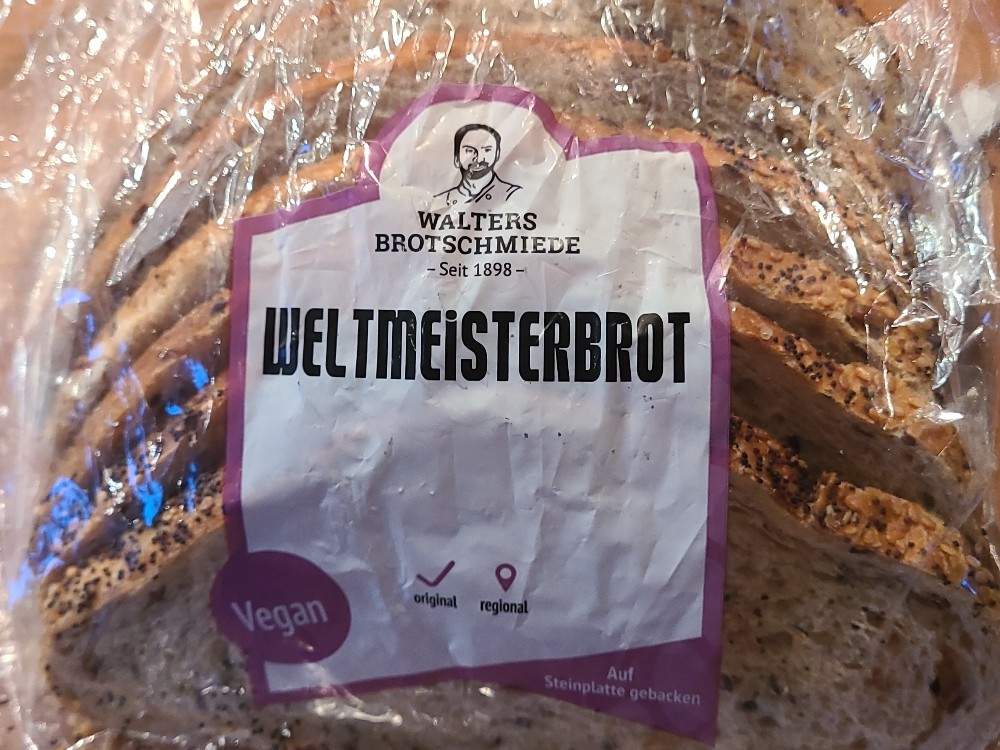 WALTERS
BROTSCHMIEDE
– Seit 1898 –
WELTMEiSTERBROT
original regional
Vegan
Auf
Steinplatte gebacken